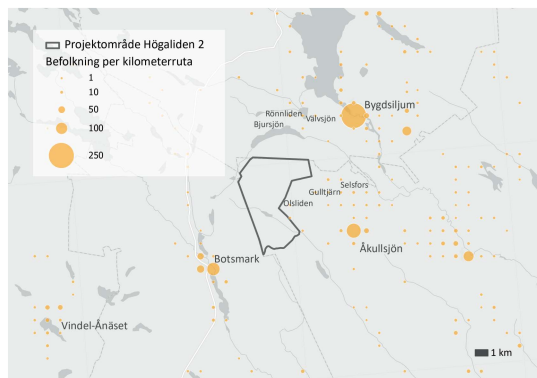 Projektområde Högaliden 2
Befolkning per kilometerruta
1
10
50
100
250
Bygdsiljum
Rönnliden
Välvsjön
Bjursjön
Selsfors
Gulltjärn
Olsliden
Åkullsjön
Botsmark
Vindel-Ånäset
1 km